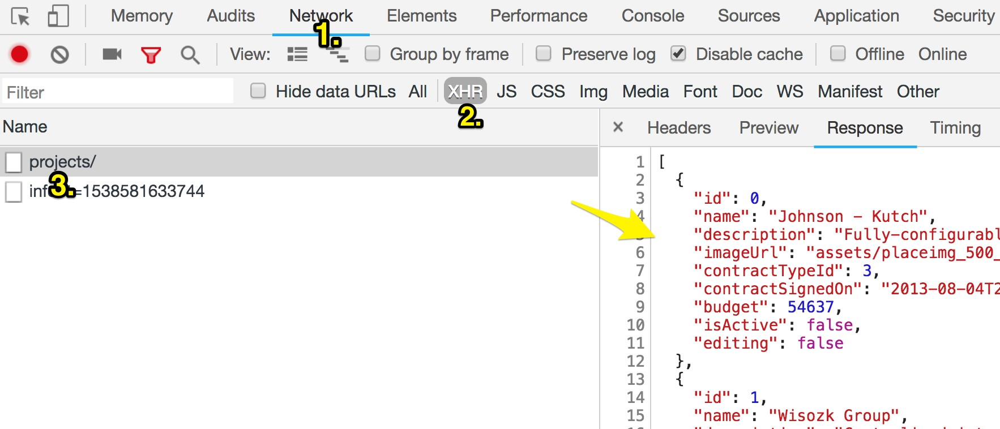 Memory Audits Network Elements Performance Console Sources Application Security
1.
View: Group by frame Preserve log Disable cache Offline Online
Filter Hide data URLs All XHR JS CSS Img Media Font Doc WS Manifest Other
2.
Name
× Headers Preview Response Timing
projects/
3.
=1538581633744
1 [
2 {
3 "id": 0,
4 "name": "Johnson - Kutch",
"description": "Fully-configurabl
6 "imageUrl": "assets/placeimg_500_
7 "contractTypeId": 3,
8 "contractSignedOn": "2013-08-04T2
9 "budget": 54637,
10 "isActive": false,
11 "editing": false
12 },
13 {
14 "id": 1,
15 "name": "Wisozk Group",